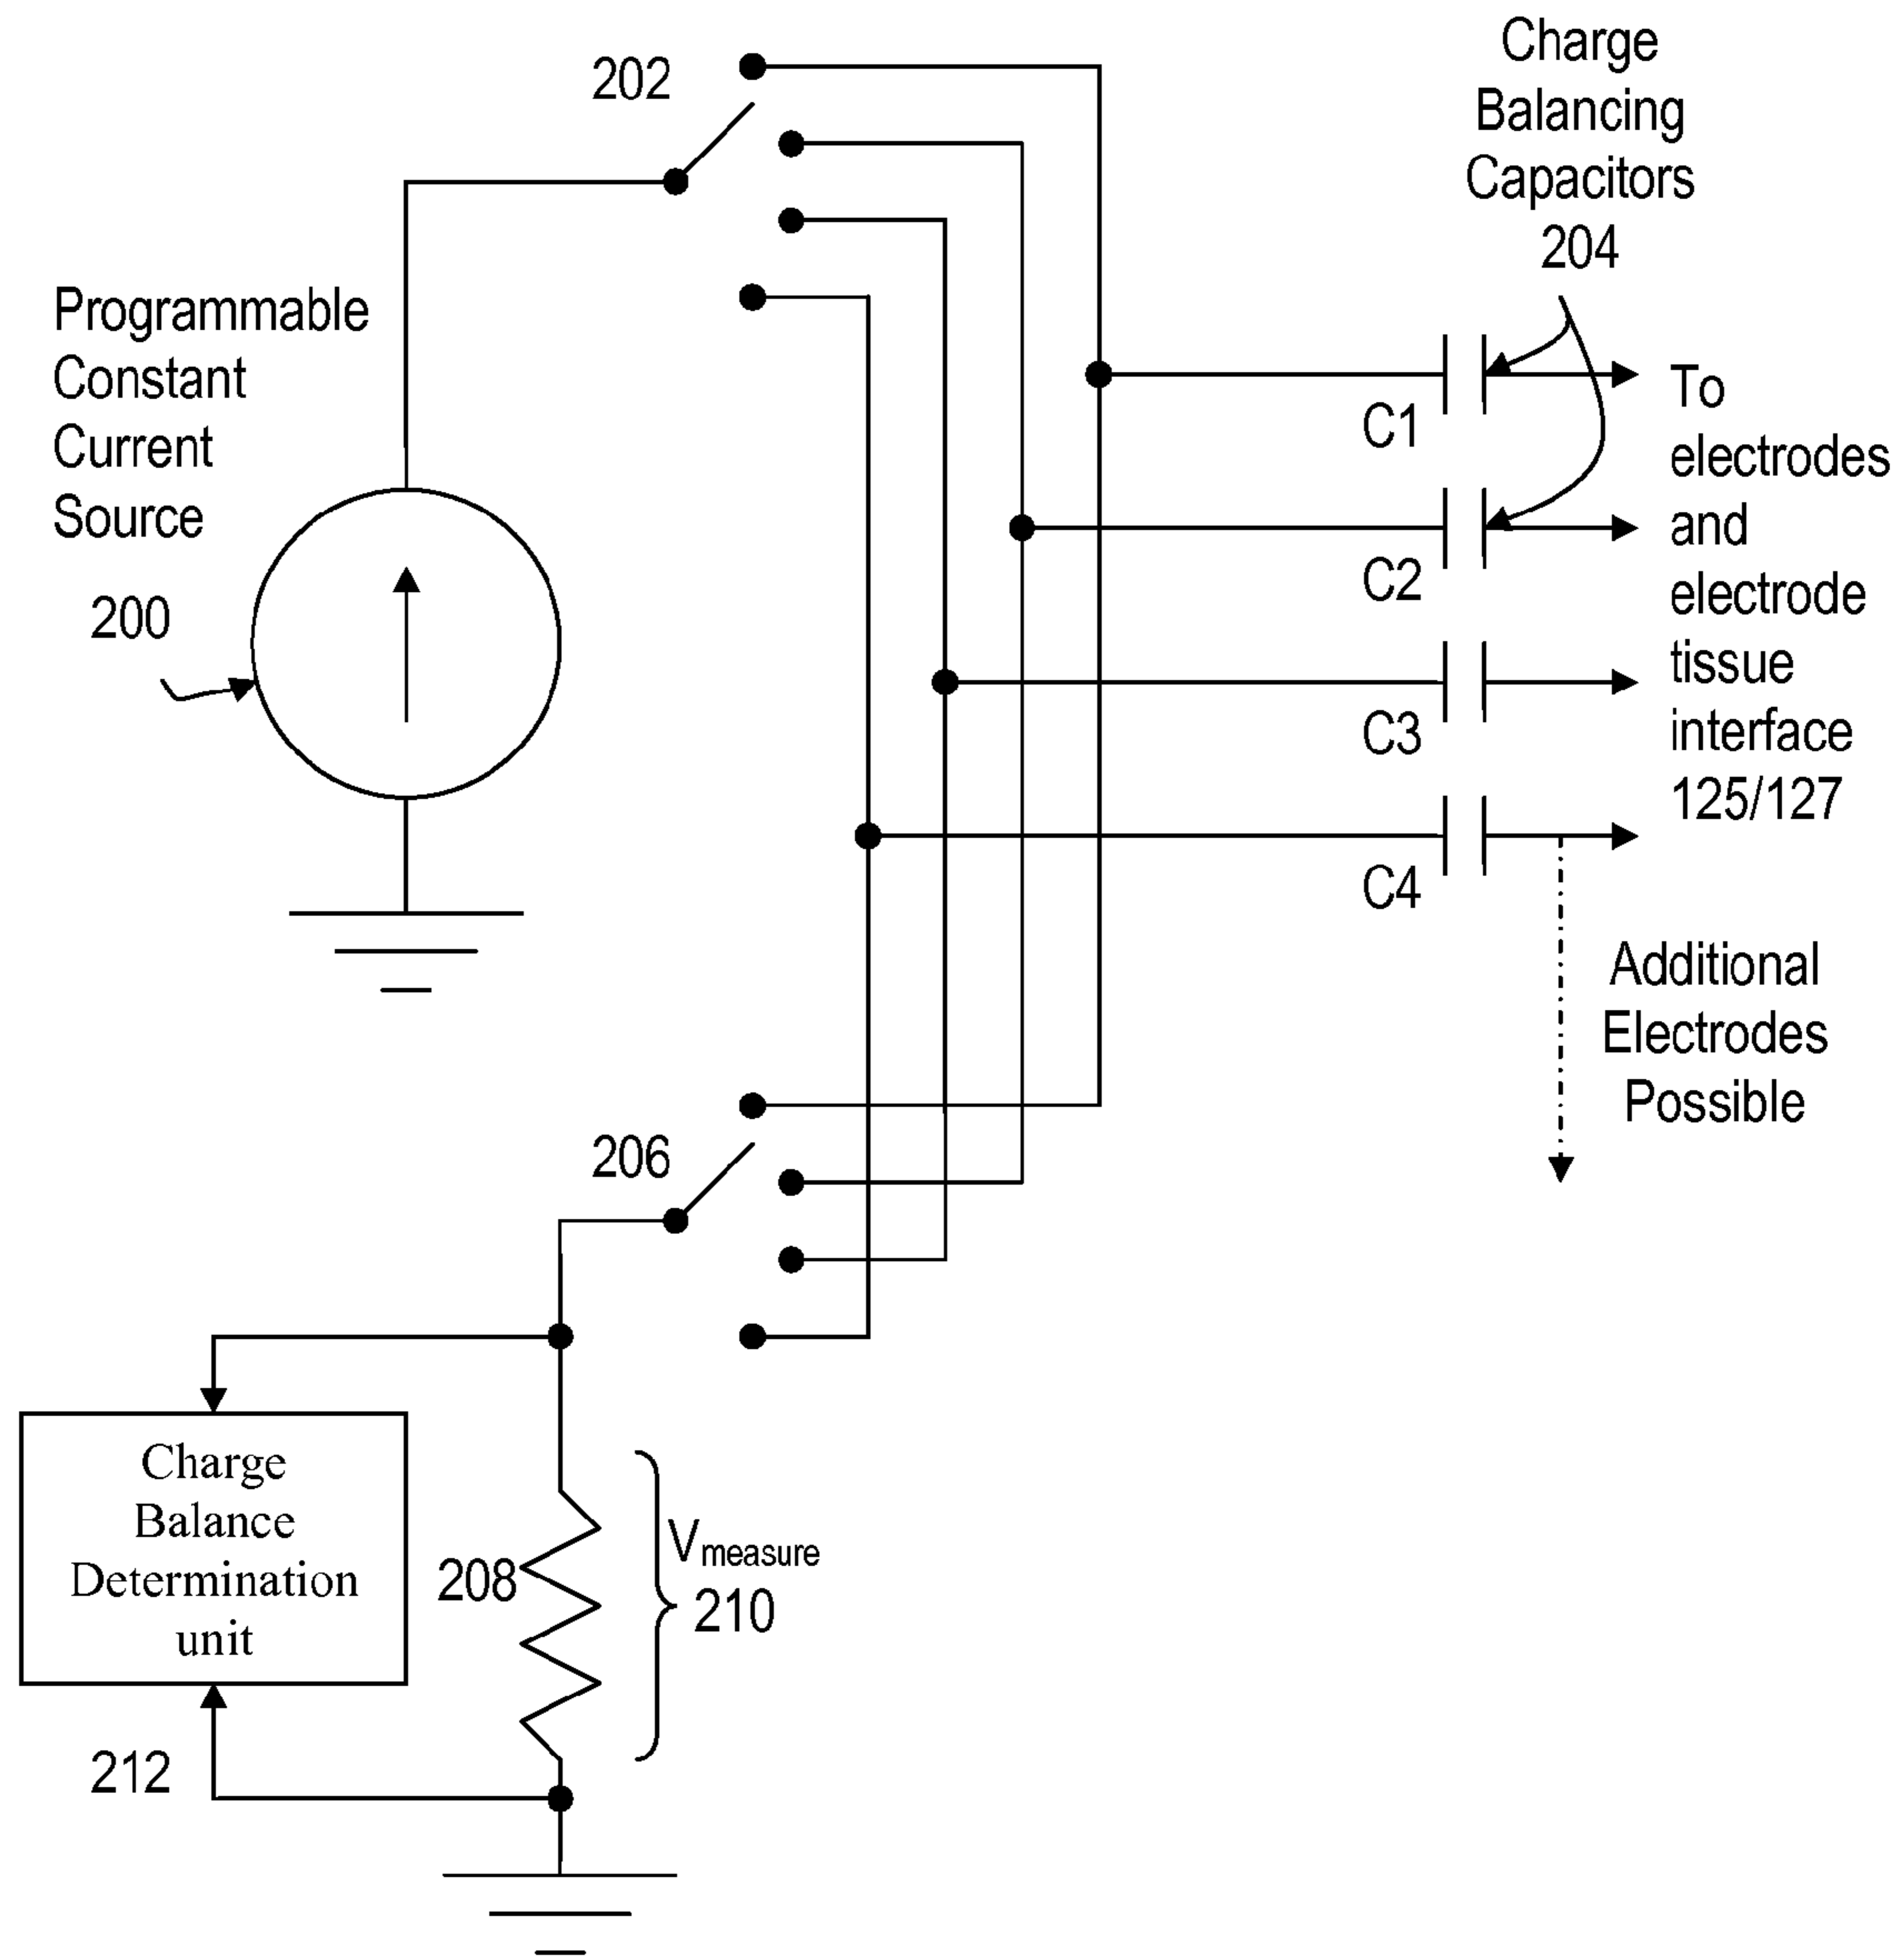 202
Charge
Balancing
Capacitors
204
Programmable
Constant
Current
Source
200
C1
C2
C3
C4
To
electrodes
and
electrode
tissue
interface
125/127
Additional
Electrodes
Possible
206
Charge
Balance
Determination
unit
208
Vmeasure
210
212